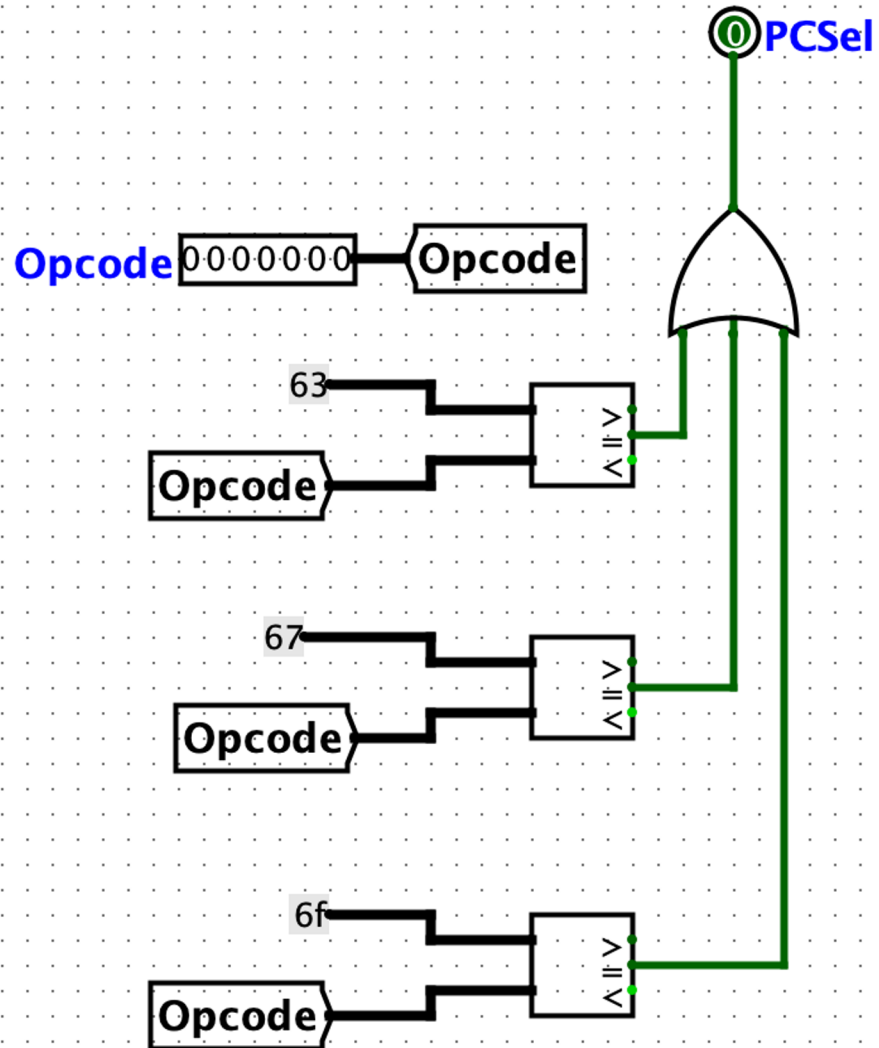 0 PCSel
Opcode 0000000 Opcode
63
>
=
<
Opcode
67
>
=
<
Opcode
6f
>
=
<
Opcode